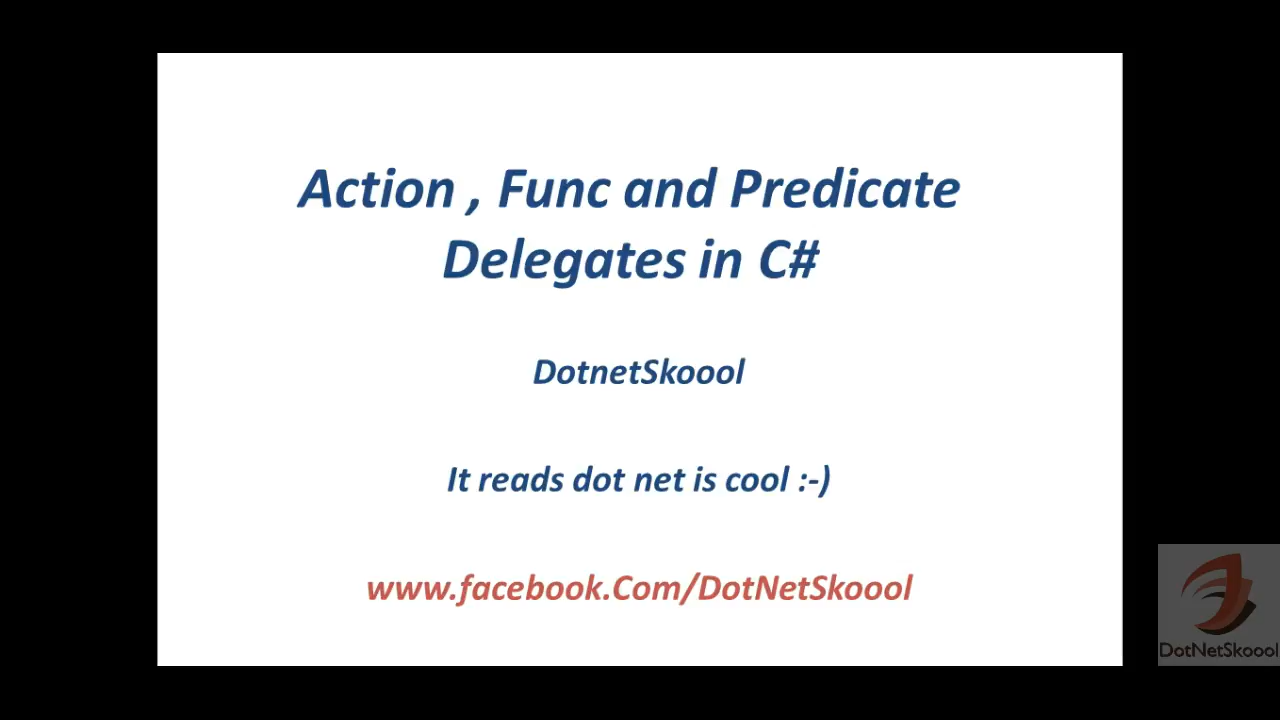 Action , Func and Predicate
Delegates in C#
DotnetSkoool
It reads dot net is cool :-)
www.facebook.Com/DotNetSkoool
DotNetSkoool